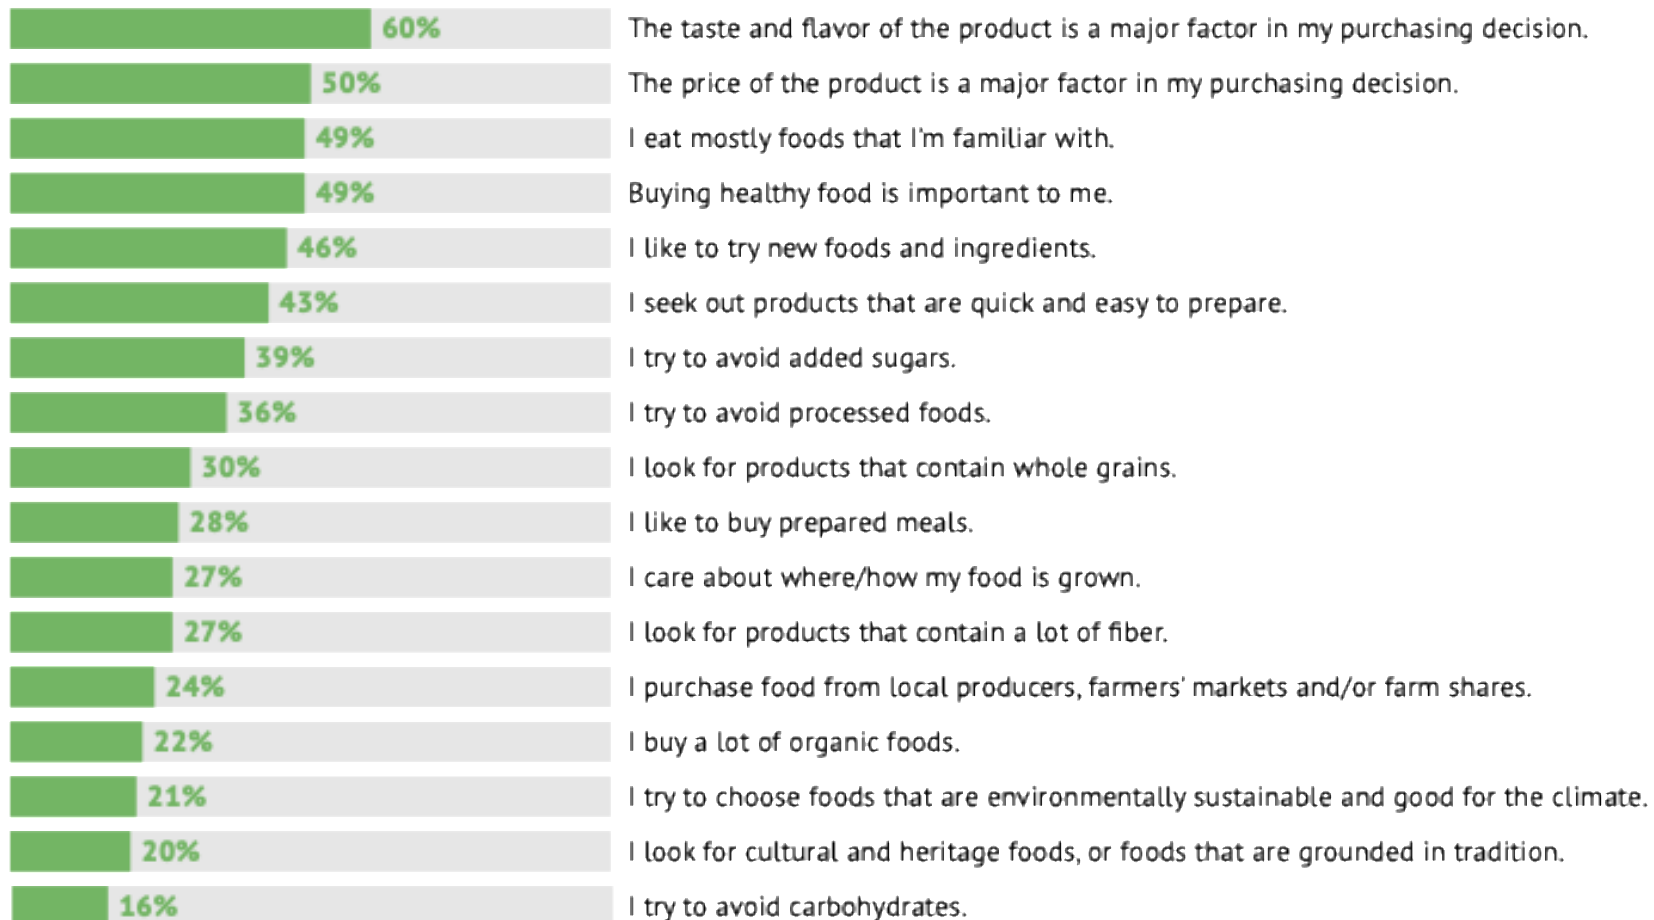 60% The taste and flavor of the product is a major factor in my purchasing decision.
50% The price of the product is a major factor in my purchasing decision.
49% I eat mostly foods that I'm familiar with.
49% Buying healthy food is important to me.
46% I like to try new foods and ingredients.
43% I seek out products that are quick and easy to prepare.
39% I try to avoid added sugars.
36% I try to avoid processed foods.
30% I look for products that contain whole grains.
28% I like to buy prepared meals.
27% I care about where/how my food is grown.
27% I look for products that contain a lot of fiber.
24% I purchase food from local producers, farmers' markets and/or farm shares.
22% I buy a lot of organic foods.
21% I try to choose foods that are environmentally sustainable and good for the climate.
20% I look for cultural and heritage foods, or foods that are grounded in tradition.
16% I try to avoid carbohydrates.